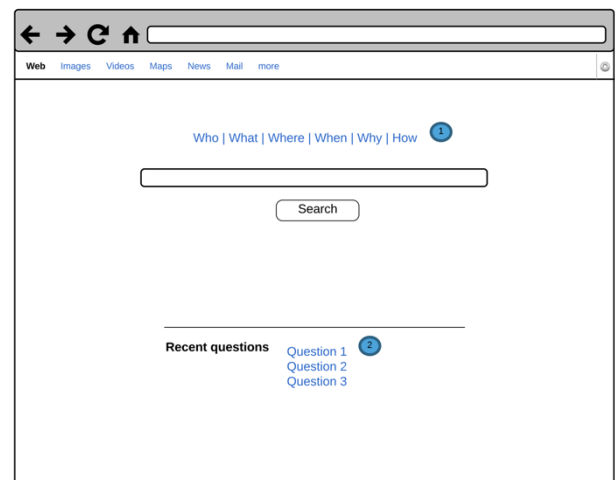 Web Images Videos Maps News Mail more
Who | What | Where | When | Why | How 1
Search
Recent questions Question 1 2
Question 2
Question 3